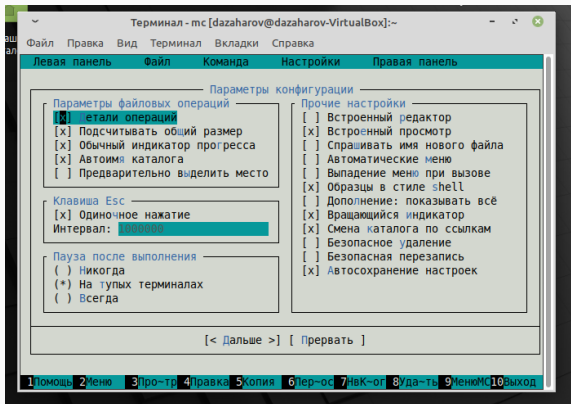 Терминал - mc [dazaharov@dazaharov-VirtualBox]:~
Файл Правка Вид Терминал Вкладки Справка
Левая панель Файл Команда Настройки Правая панель
Параметры конфигурации
Параметры файловых операций
[x] Детали операций
[x] Подсчитывать общий размер
[x] Обычный индикатор прогресса
[x] Автоимя каталога
[ ] Предварительно выделить место
Клавиша Esc
[x] Одиночное нажатие
Интервал: 1000000
Пауза после выполнения
( ) Никогда
(*) На тупых терминалах
( ) Всегда
Прочие настройки
[ ] Встроенный редактор
[x] Встроенный просмотр
[ ] Спрашивать имя нового файла
[ ] Автоматические меню
[ ] Выпадение меню при вызове
[x] Образцы в стиле shell
[ ] Дополнение: показывать всё
[x] Вращающийся индикатор
[x] Смена каталога по ссылкам
[ ] Безопасное удаление
[ ] Безопасная перезапись
[x] Автосохранение настроек
[< Дальше >] [ Прервать ]
1Помощь 2Меню 3Про~тр 4Правка 5Копия 6Пер~ос 7НвК~ог 8Уда~ть 9МенюMC 10Выход